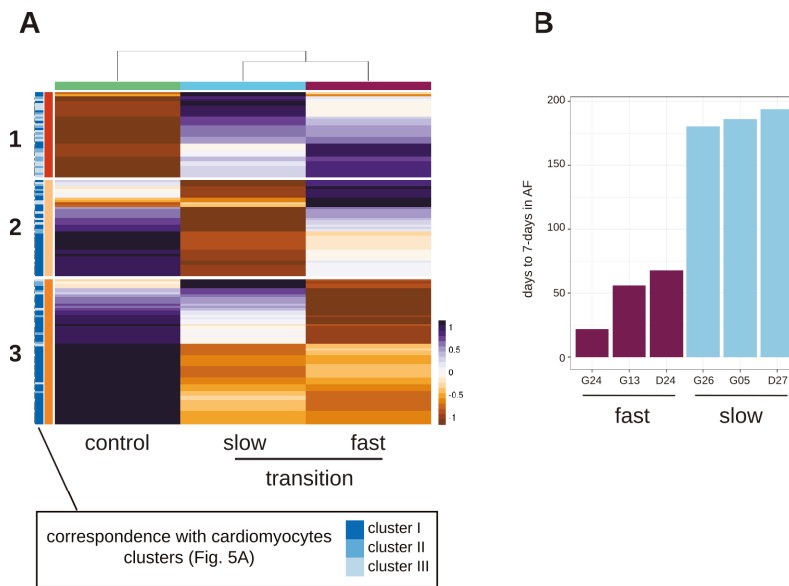 A
1
2
3
1
0.5
0
-0.5
-1
control
slow
fast
transition
correspondence with cardiomyocytes
clusters (Fig. 5A)
cluster I
cluster II
cluster III
B
days to 7-days in AF
200
150
100
50
0
G24
G13
D24
G26
G05
D27
fast
slow